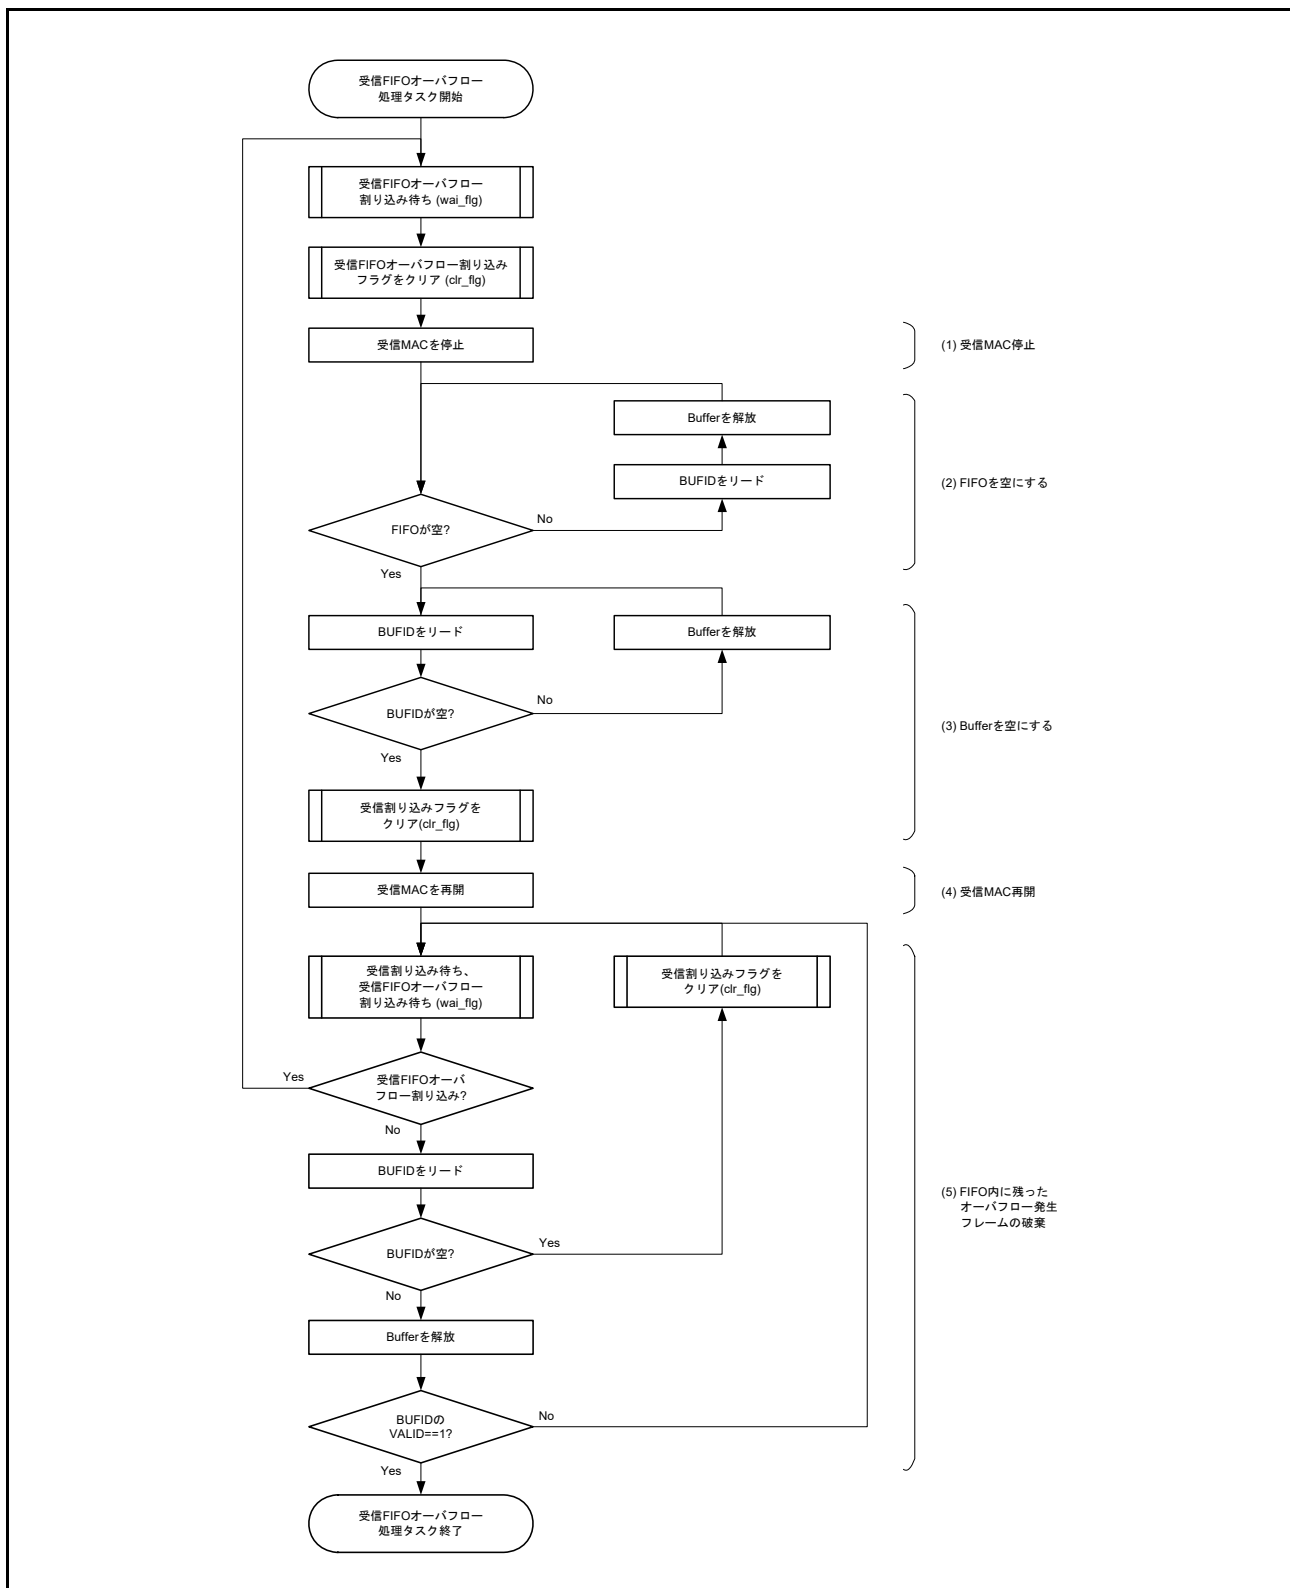 受信FIFOオーバフロー
処理タスク開始
受信FIFOオーバフロー
割り込み待ち (wai_flg)
受信FIFOオーバフロー割り込み
フラグをクリア (clr_flg)
受信MACを停止
(1) 受信MAC停止
Bufferを解放
BUFIDをリード
(2) FIFOを空にする
FIFOが空?
No
Yes
BUFIDをリード
Bufferを解放
BUFIDが空?
No
Yes
(3) Bufferを空にする
受信割り込みフラグを
クリア(clr_flg)
受信MACを再開
(4) 受信MAC再開
受信割り込み待ち、
受信FIFOオーバフロー
割り込み待ち (wai_flg)
受信割り込みフラグを
クリア(clr_flg)
受信FIFOオーバ
フロー割り込み?
Yes
No
BUFIDをリード
(5) FIFO内に残った
オーバフロー発生
フレームの破棄
BUFIDが空?
Yes
No
Bufferを解放
BUFIDの
VALID==1?
No
Yes
受信FIFOオーバフロー
処理タスク終了